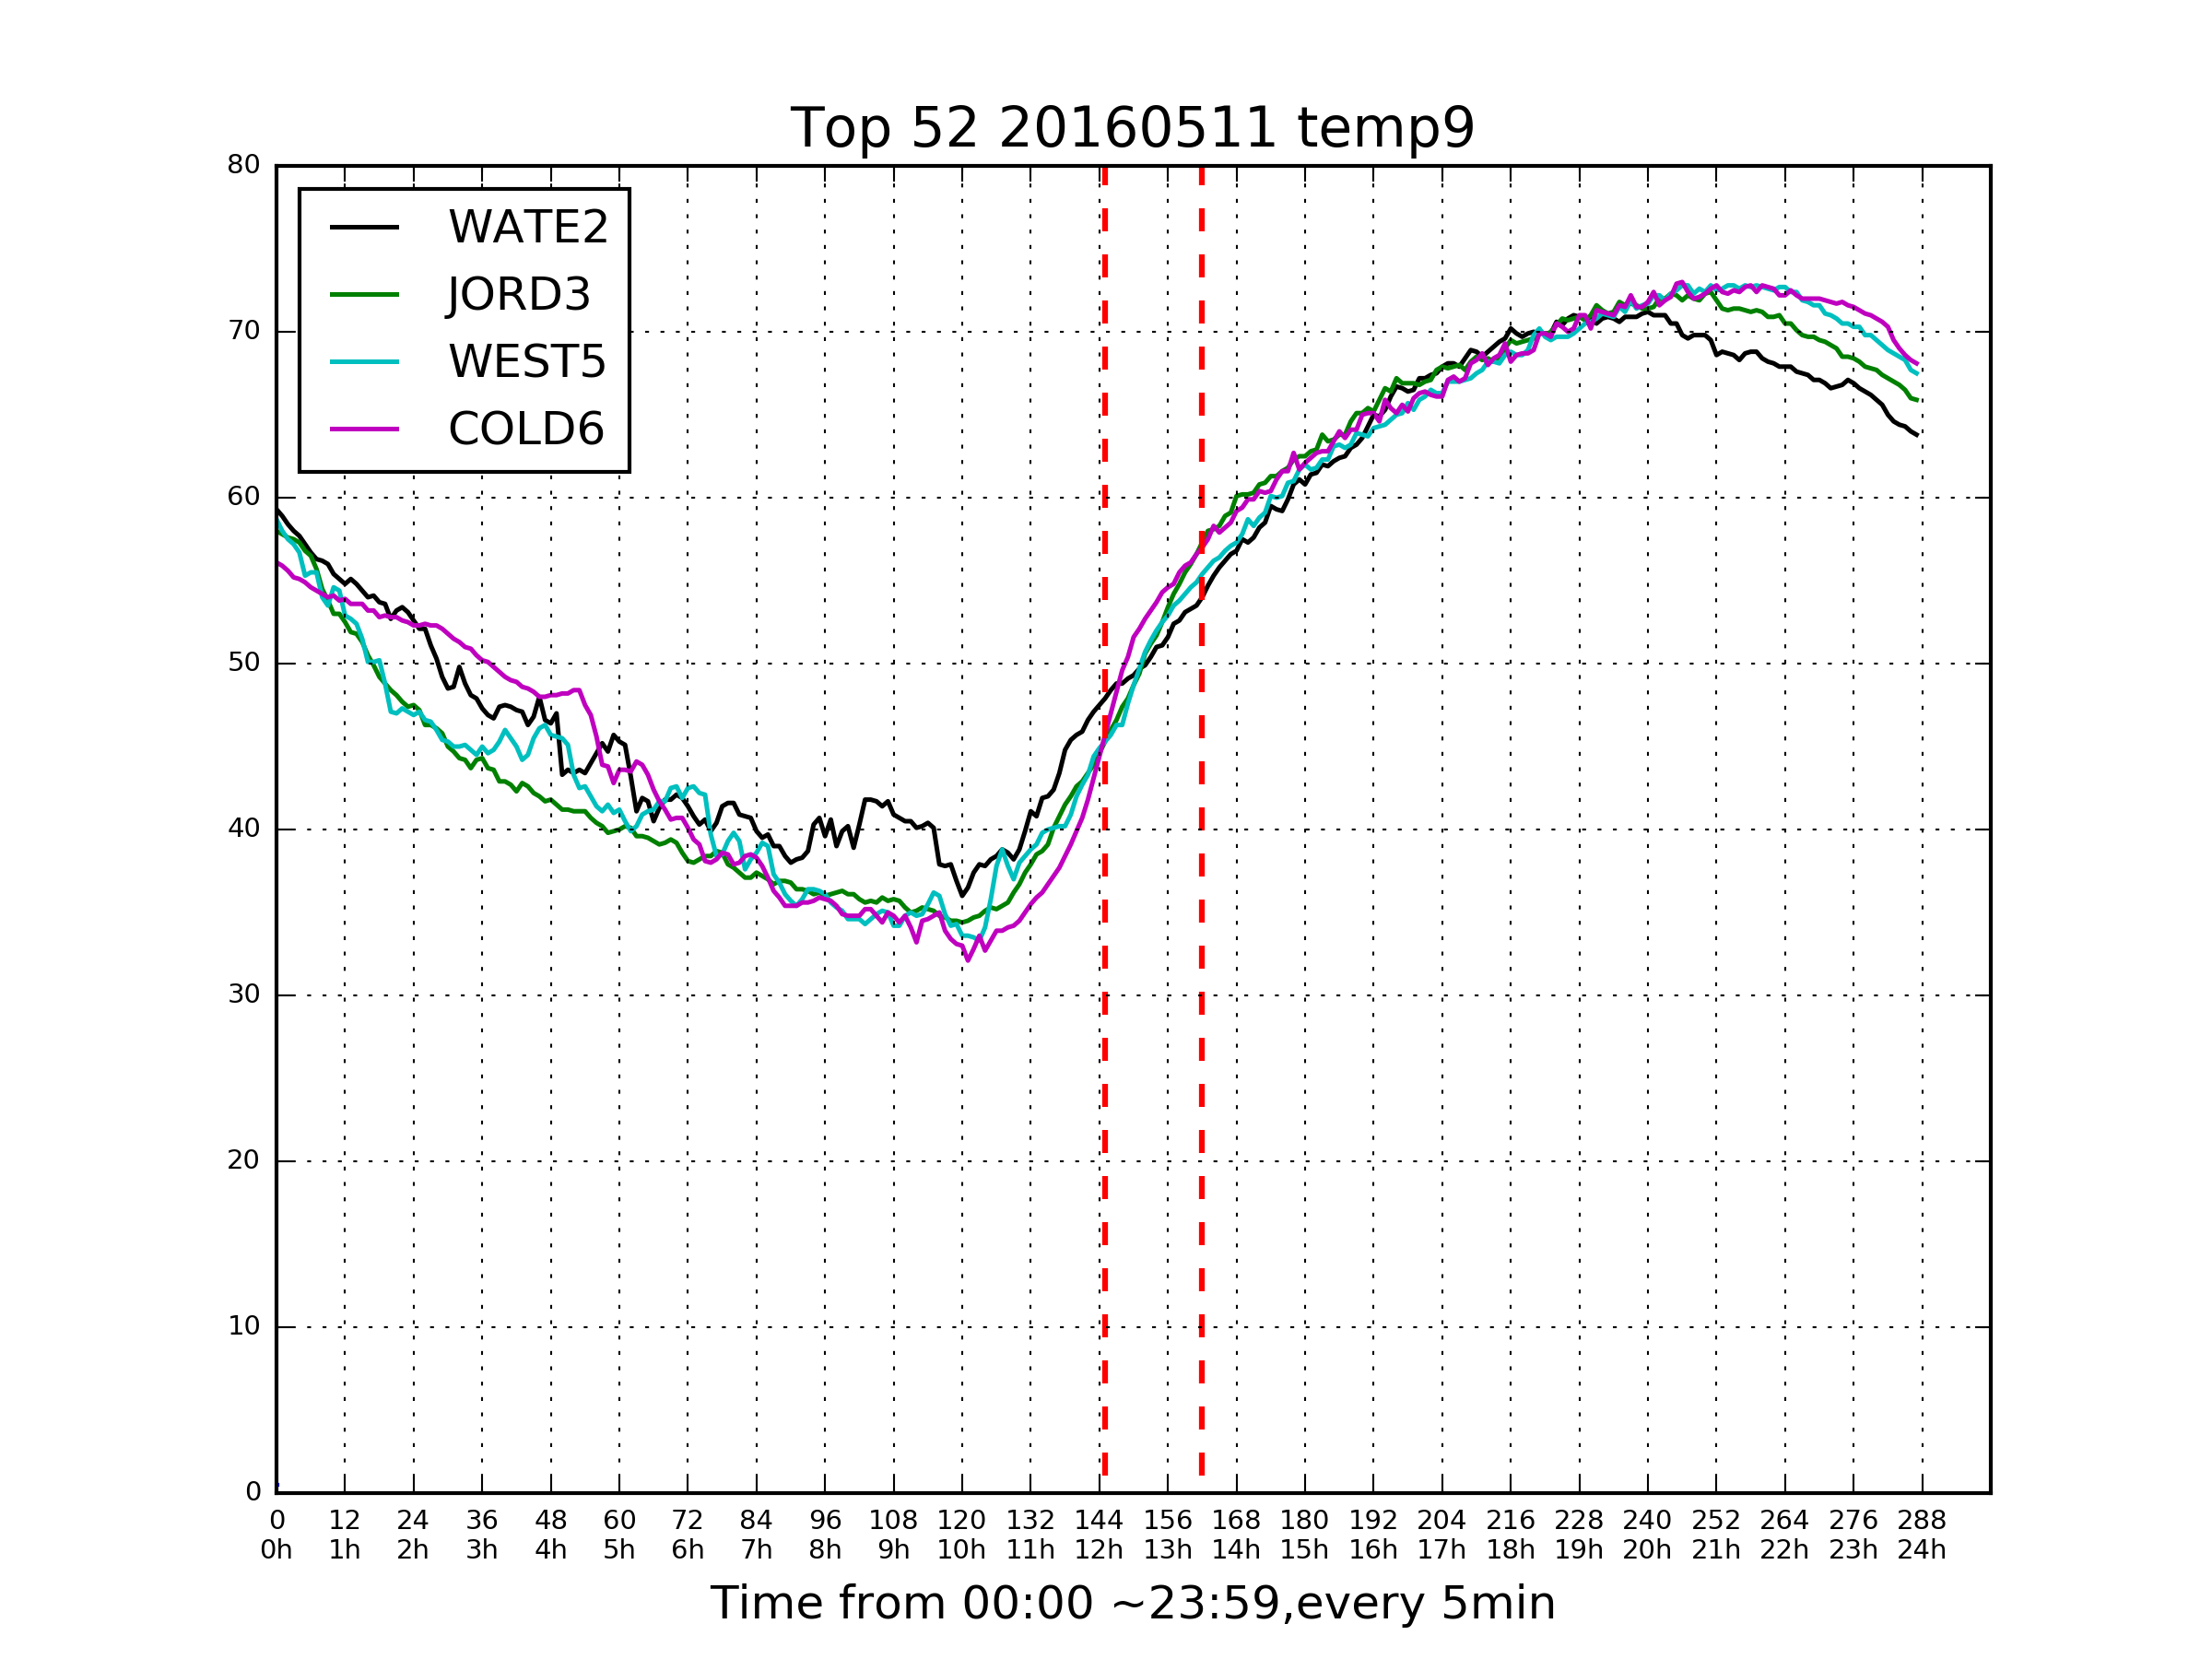 Top 52 20160511 temp9
80
70
60
50
40
30
20
10
0
WATE2
JORD3
WEST5
COLD6
0 12 24 36 48 60 72 84 96 108 120 132 144 156 168 180 192 204 216 228 240 252 264 276 288
0h 1h 2h 3h 4h 5h 6h 7h 8h 9h 10h 11h 12h 13h 14h 15h 16h 17h 18h 19h 20h 21h 22h 23h 24h
Time from 00:00 ~23:59,every 5min